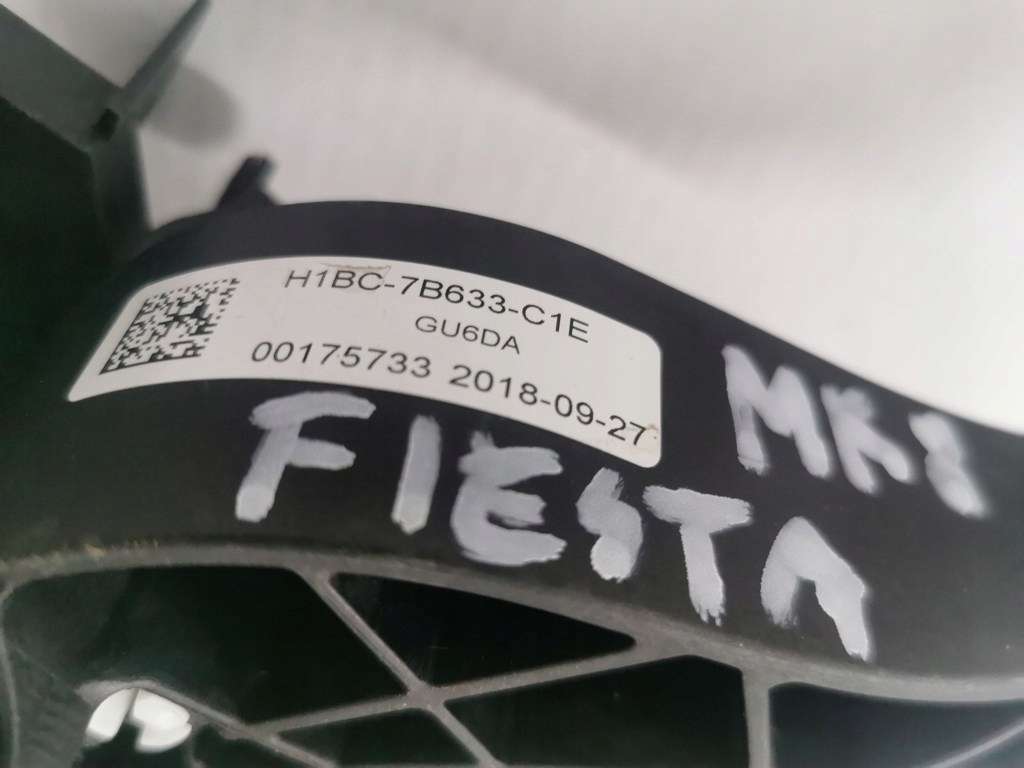 H1BC-7B633-C1E
GU6DA
00175733 2018-09-27
FIESTA MK8